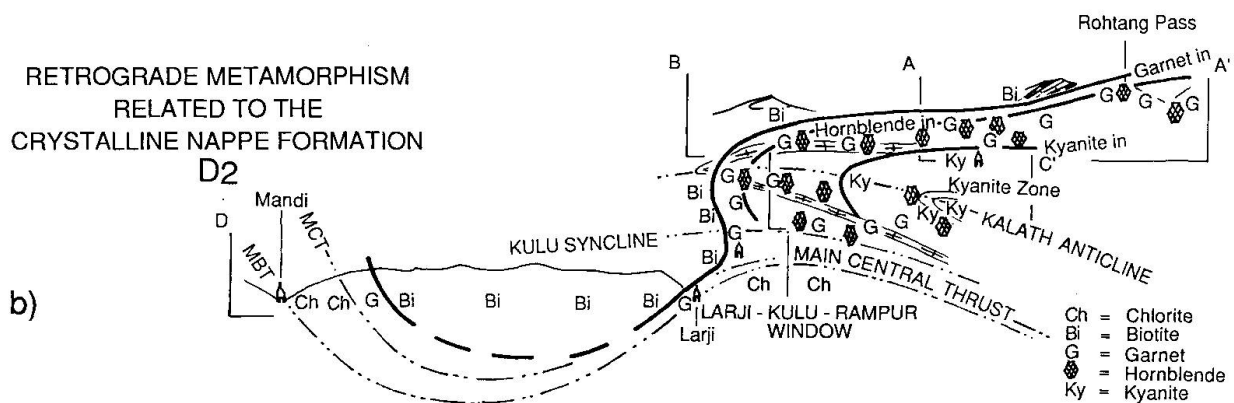 RETROGRADE METAMORPHISM
RELATED TO THE
CRYSTALLINE NAPPE FORMATION
D2
b)
Rohtang Pass
B
A
Garnet in
A'
Bi
Bi
G
G
G
Hornblende in
G
G
G
G
Kyanite in
Ky
C'
Bi
G
G
Ky
Kyanite Zone
Bi
G
Ky
Ky
G
G
KALATH ANTICLINE
D
Mandi
MCT
MBT
KULU SYNCLINE
G
Bi
MAIN CENTRAL THRUST
Ch
Ch
G
Bi
Bi
Bi
Bi
G
Ch
Ch
Larji
LARJI - KULU - RAMPUR
WINDOW
Ch = Chlorite
Bi = Biotite
G = Garnet
= Hornblende
Ky = Kyanite